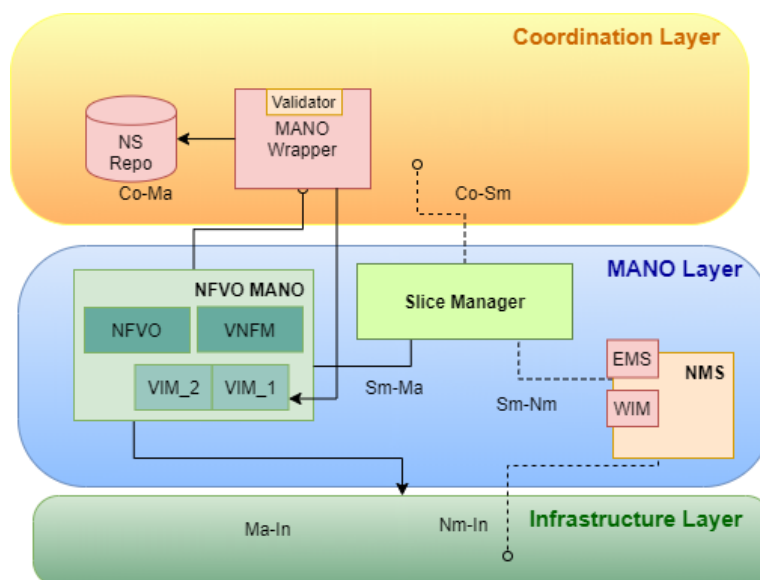 Coordination Layer
Validator
MANO
Wrapper
NS
Repo
Co-Ma
Co-Sm
MANO Layer
NFVO MANO
Slice Manager
NFVO
VNFM
EMS
NMS
VIM_2
VIM_1
Sm-Ma
Sm-Nm
WIM
Ma-In
Nm-In
Infrastructure Layer